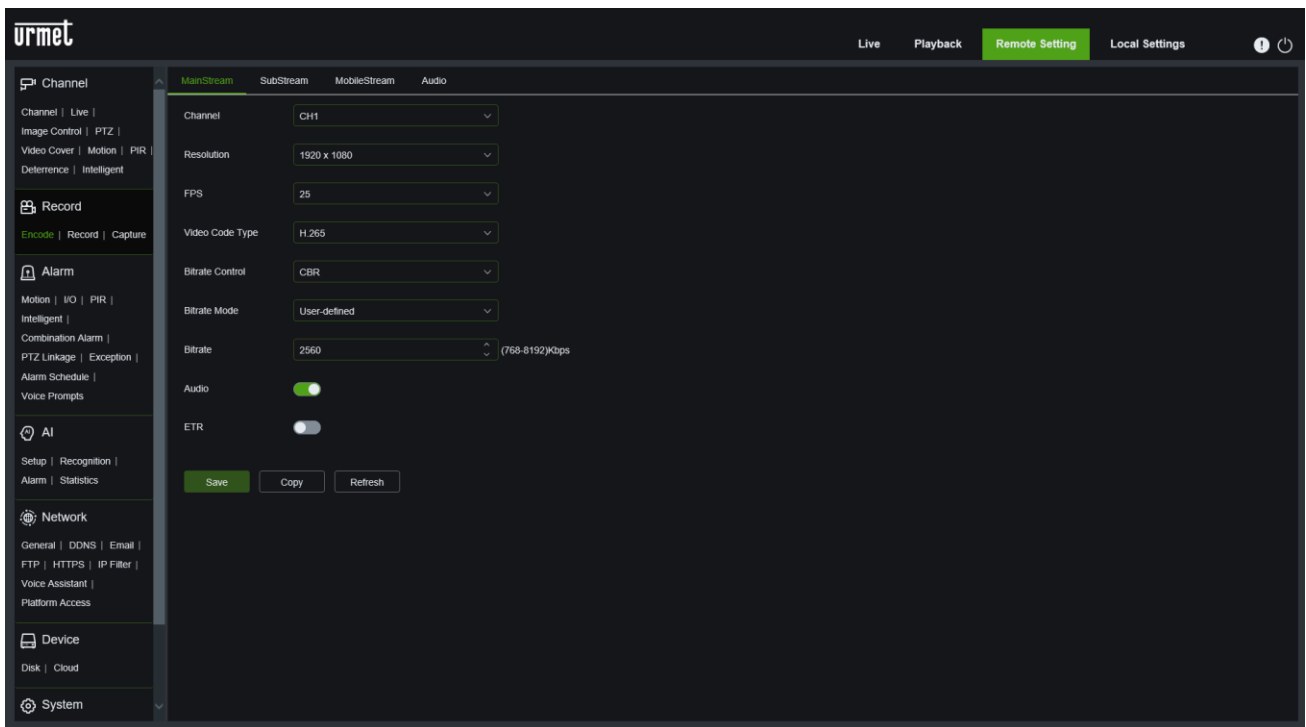 urmet
Live Playback Remote Setting Local Settings
Channel
Channel | Live |
Image Control | PTZ |
Video Cover | Motion | PIR |
Deterrence | Intelligent
Record
Encode | Record | Capture
Alarm
Motion | I/O | PIR |
Intelligent |
Combination Alarm |
PTZ Linkage | Exception |
Alarm Schedule |
Voice Prompts
AI
Setup | Recognition |
Alarm | Statistics
Network
General | DDNS | Email |
FTP | HTTPS | IP Filter |
Voice Assistant |
Platform Access
Device
Disk | Cloud
System
MainStream SubStream MobileStream Audio
Channel CH1
Resolution 1920 x 1080
FPS 25
Video Code Type H.265
Bitrate Control CBR
Bitrate Mode User-defined
Bitrate 2560 (768-8192)Kbps
Audio
ETR
Save Copy Refresh